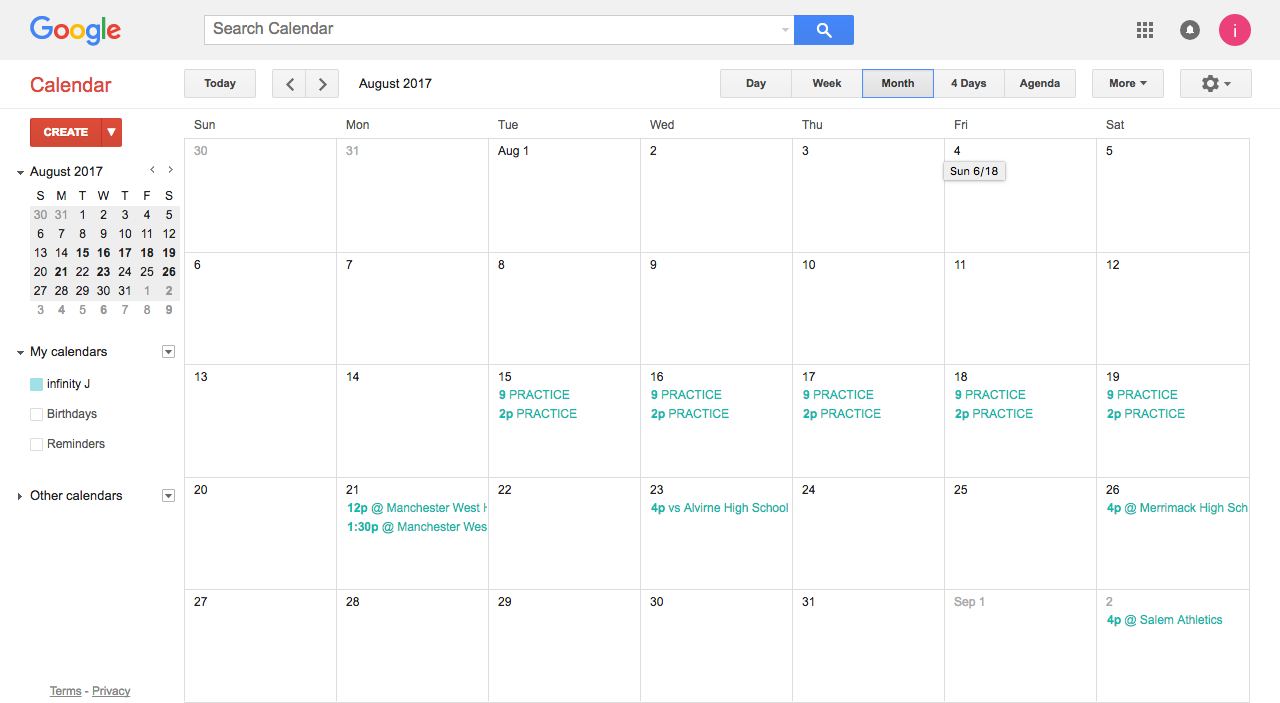 Google
Search Calendar
i
Calendar
Today
August 2017
Day Week Month 4 Days Agenda
More
CREATE
August 2017
S M T W T F S
30 31 1 2 3 4 5
6 7 8 9 10 11 12
13 14 15 16 17 18 19
20 21 22 23 24 25 26
27 28 29 30 31 1 2
3 4 5 6 7 8 9
My calendars
infinity J
Birthdays
Reminders
Other calendars
Terms - Privacy
Sun Mon Tue Wed Thu Fri Sat
30 31 Aug 1 2 3 4 5
Sun 6/18
6 7 8 9 10 11 12
13 14 15 16 17 18 19
9 PRACTICE 9 PRACTICE 9 PRACTICE 9 PRACTICE 9 PRACTICE
2p PRACTICE 2p PRACTICE 2p PRACTICE 2p PRACTICE 2p PRACTICE
20 21 22 23 24 25 26
12p @ Manchester West H 4p vs Alvirne High School 4p @ Merrimack High Sch
1:30p @ Manchester Wes
27 28 29 30 31 Sep 1 2
4p @ Salem Athletics